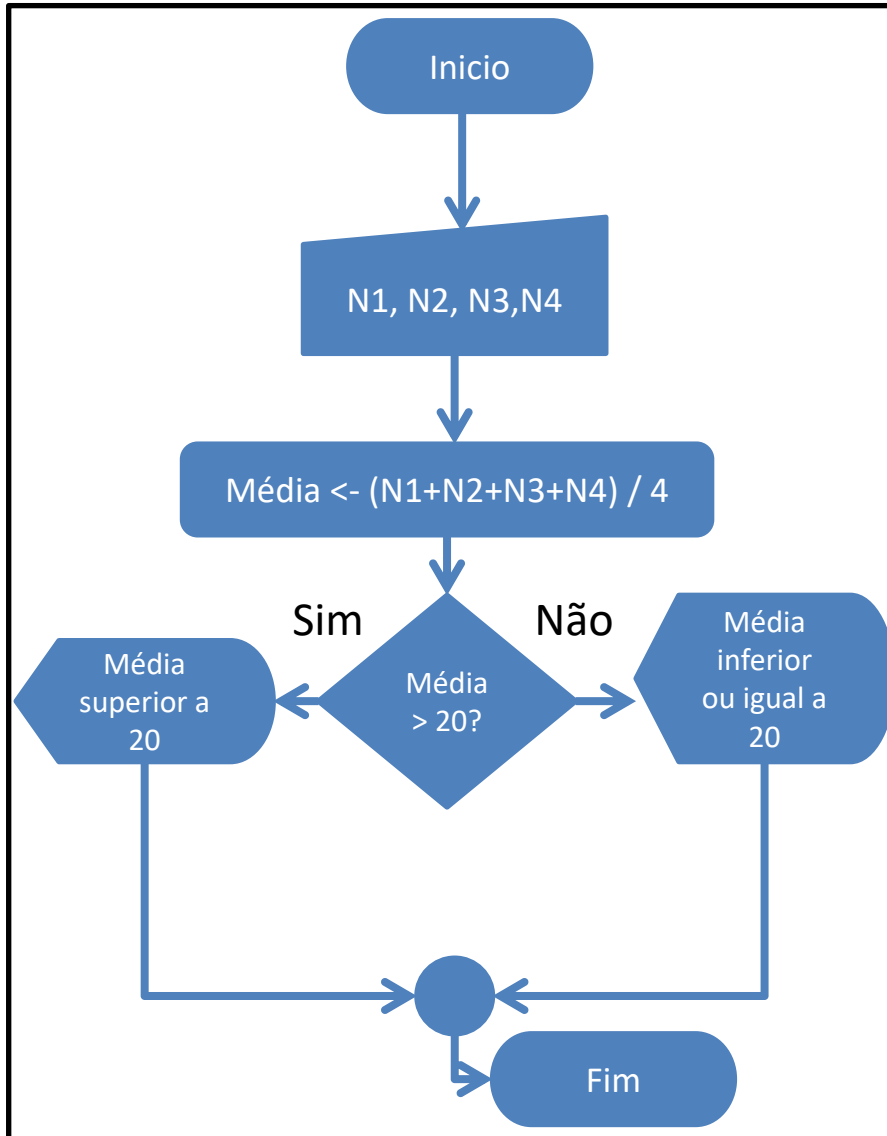 Inicio
N1, N2, N3,N4
Média <- (N1+N2+N3+N4) / 4
Sim
Não
Média
superior a
20
Média
> 20?
Média
inferior
ou igual a
20
Fim